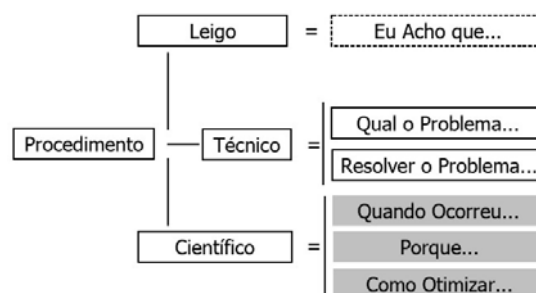 Leigo = Eu Acho que...
Procedimento Técnico = Qual o Problema...
Resolver o Problema...
Científico = Quando Ocorreu...
Porque...
Como Otimizar...